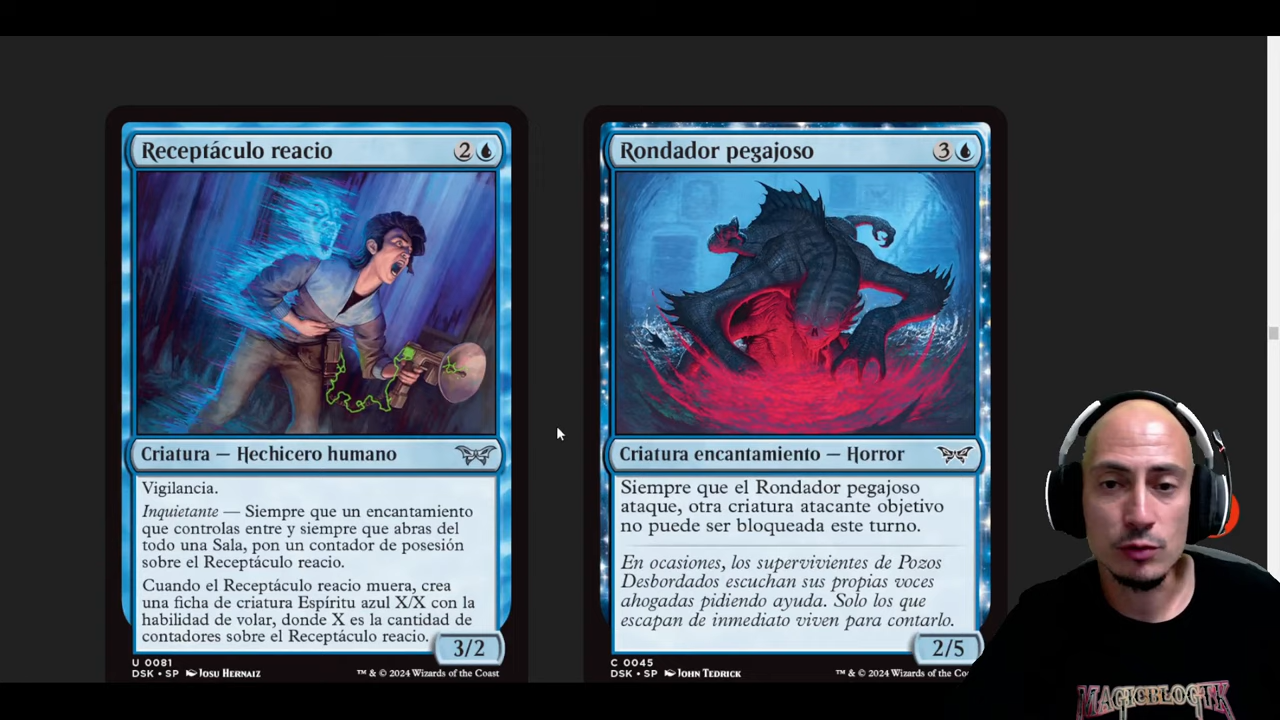 Receptáculo reacio
2
Criatura — Hechicero humano
Vigilancia.
Inquietante — Siempre que un encantamiento
que controlas entre y siempre que abras del
todo una Sala, pon un contador de posesión
sobre el Receptáculo reacio.
Cuando el Receptáculo reacio muera, crea
una ficha de criatura Espíritu azul X/X con la
habilidad de volar, donde X es la cantidad de
contadores sobre el Receptáculo reacio.
3/2
U 0081
DSK • SP Josu Hernaiz
™ & © 2024 Wizards of the Coast
Rondador pegajoso
3
Criatura encantamiento — Horror
Siempre que el Rondador pegajoso
ataque, otra criatura atacante objetivo
no puede ser bloqueada este turno.
En ocasiones, los supervivientes de Pozos
Desbordados escuchan sus propias voces
ahogadas pidiendo ayuda. Solo los que
escapan de inmediato viven para contarlo.
2/5
C 0045
DSK • SP John Tedrick
™ & © 2024 Wizards of the Co
MAGICBLOGTK